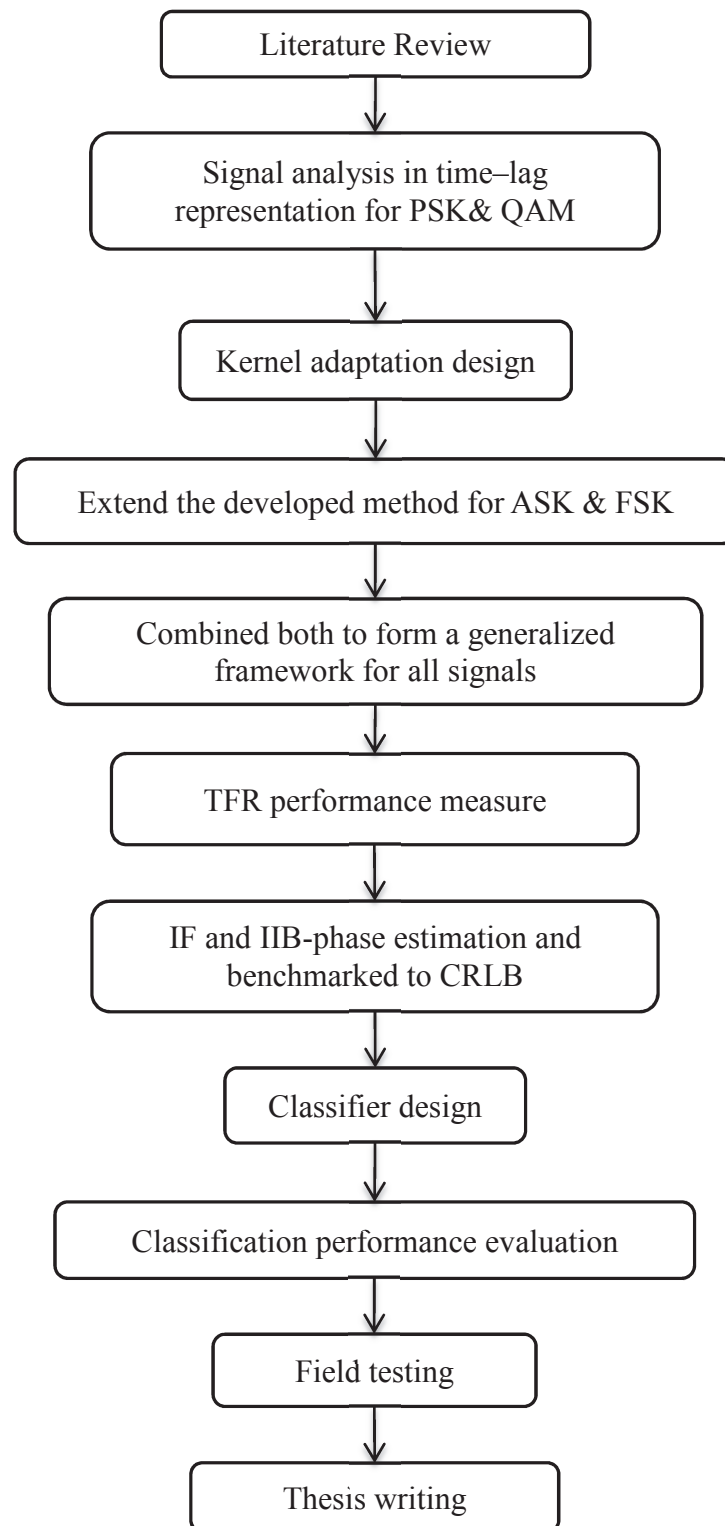 Literature Review
Signal analysis in time–lag
representation for PSK& QAM
Kernel adaptation design
Extend the developed method for ASK & FSK
Combined both to form a generalized
framework for all signals
TFR performance measure
IF and IIB-phase estimation and
benchmarked to CRLB
Classifier design
Classification performance evaluation
Field testing
Thesis writing